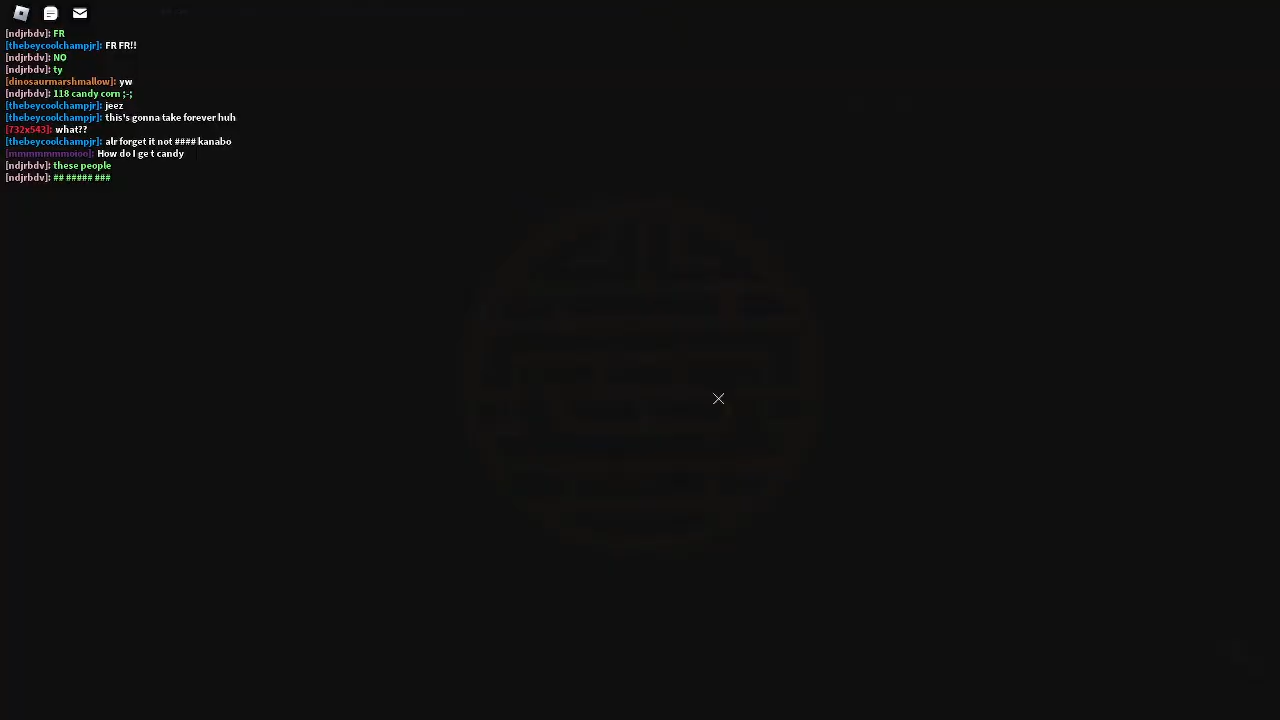 [ndjrbdv]: FR
[thebeycoolchampjr]: FR FR!!
[ndjrbdv]: NO
[ndjrbdv]: ty
[dinosaurmarshmallow]: yw
[ndjrbdv]: 118 candy corn ;-;
[thebeycoolchampjr]: jeez
[thebeycoolchampjr]: this's gonna take forever huh
[732x543]: what??
[thebeycoolchampjr]: alr forget it not #### kanabo
[mmmmmmmoioo]: How do I ge t candy
[ndjrbdv]: these people
[ndjrbdv]: ## ##### ###